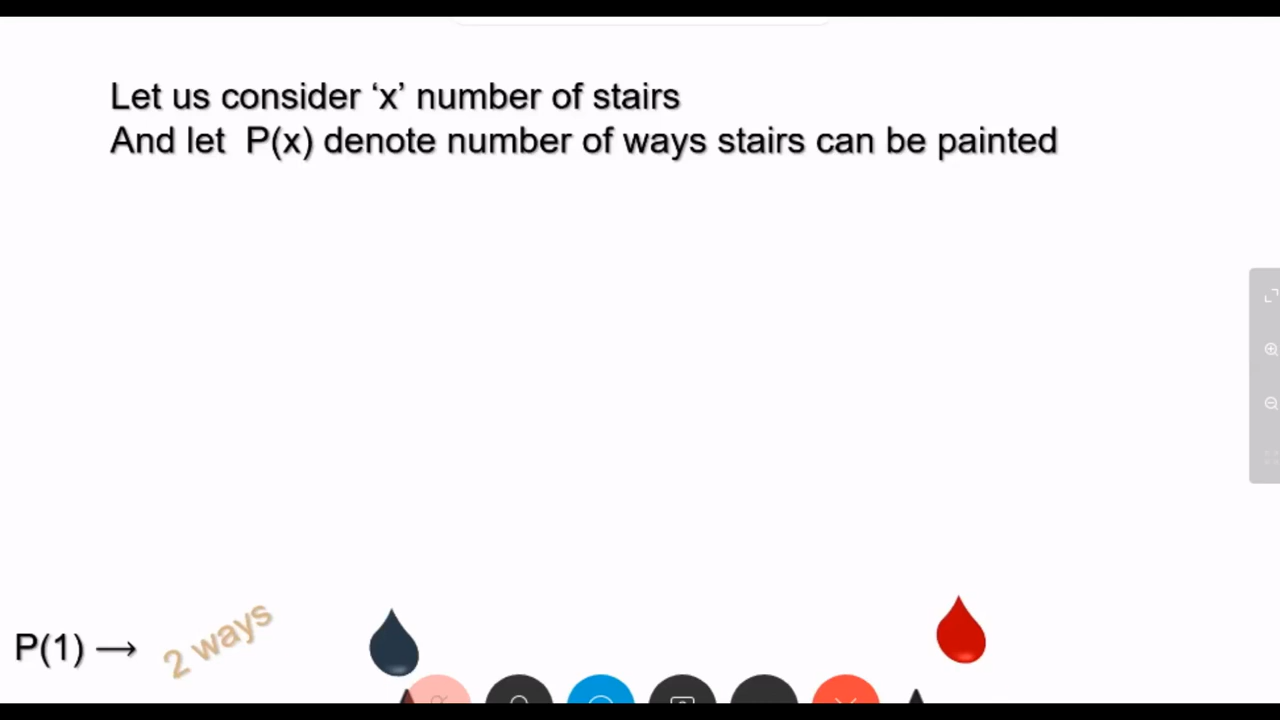 Let us consider ‘x’ number of stairs
And let P(x) denote number of ways stairs can be painted
P(1) → 2 ways